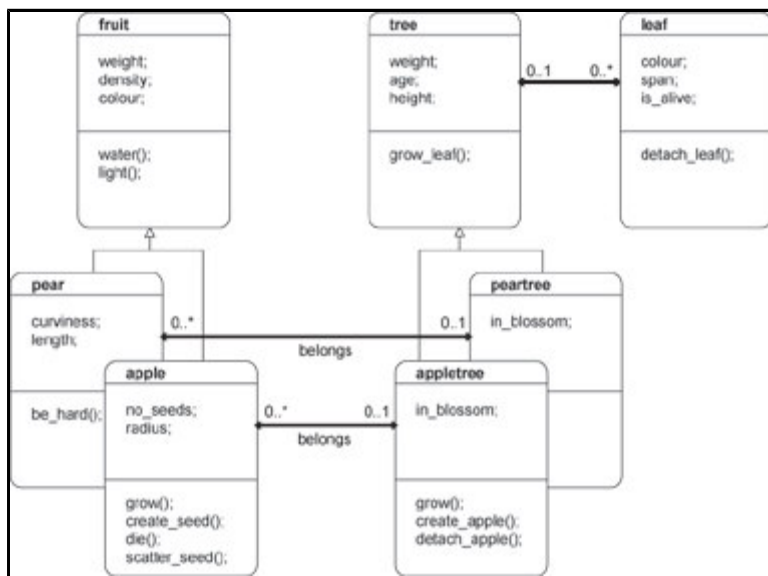 fruit
weight;
density;
colour;
water();
light();
tree
weight;
age;
height;
grow_leaf();
0..1
0..*
leaf
colour;
span;
is_alive;
detach_leaf();
pear
curviness;
length;
be_hard();
0..*
0..1
belongs
peartree
in_blossom;
apple
no_seeds;
radius;
grow();
create_seed();
die();
scatter_seed();
0..*
0..1
belongs
appletree
in_blossom;
grow();
create_apple();
detach_apple();